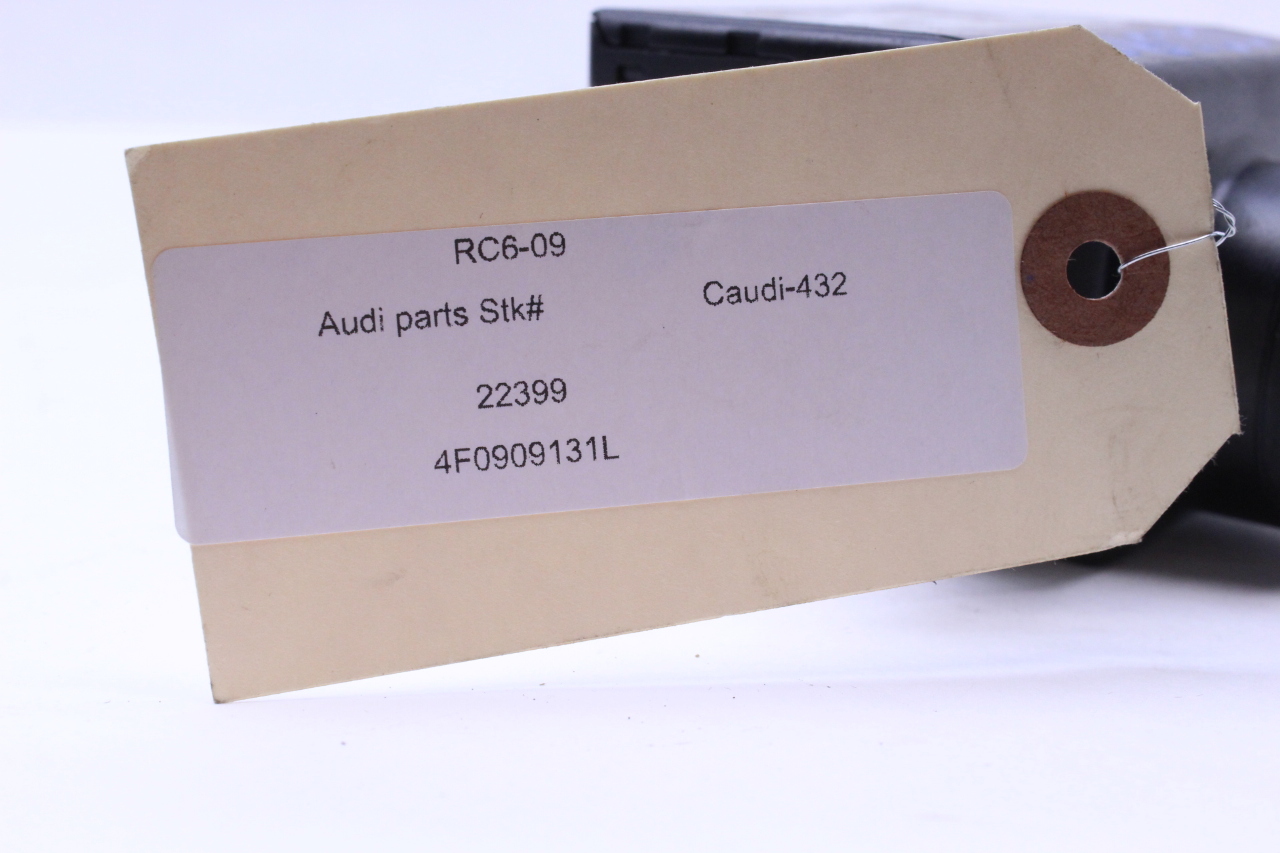 RC6-09
Audi parts Stk# Caudi-432
22399
4F0909131L